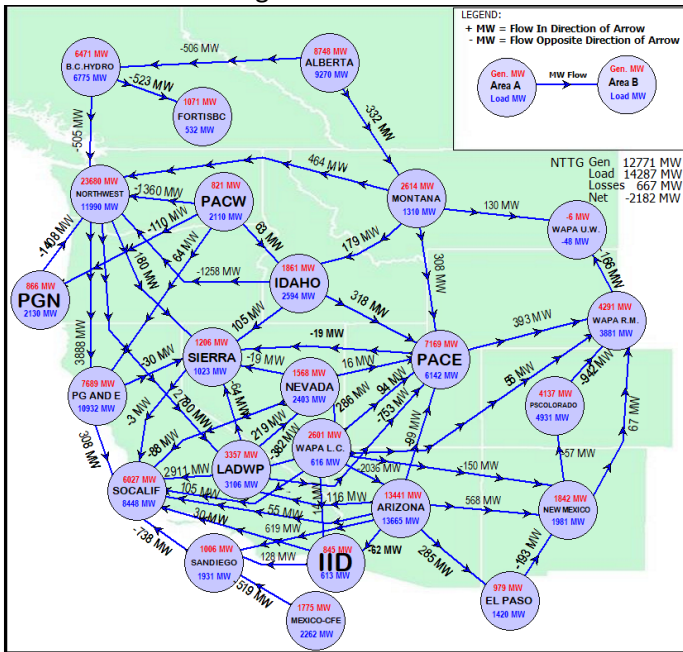 LEGEND:
+ MW = Flow In Direction of Arrow
- MW = Flow Opposite Direction of Arrow
Gen. MW
Area A
Load MW
MW Flow
Gen. MW
Area B
Load MW
NTTG Gen 12771 MW
Load 14287 MW
Losses 667 MW
Net -2182 MW
6471 MW
B.C.HYDRO
6775 MW
-506 MW
8748 MW
ALBERTA
9270 MW
-523 MW
1071 MW
FORTISBC
532 MW
-332 MW
-505 MW
464 MW
23680 MW
NORTHWEST
11990 MW
-1360 MW
821 MW
PACW
2110 MW
2614 MW
MONTANA
1310 MW
130 MW
-6 MW
WAPA U.W.
-48 MW
-110 MW
-1408 MW
64 MW
63 MW
179 MW
308 MW
166 MW
160 MW
-1258 MW
866 MW
PGN
2130 MW
1861 MW
IDAHO
2594 MW
318 MW
393 MW
4291 MW
WAPA R.M.
3881 MW
3888 MW
105 MW
-19 MW
1206 MW
SIERRA
1023 MW
7169 MW
PACE
6142 MW
-30 MW
-19 MW
1568 MW
NEVADA
2403 MW
16 MW
286 MW
94 MW
-753 MW
55 MW
-942 MW
7689 MW
PG AND E
10932 MW
-3 MW
2780 MW
-64 MW
219 MW
4137 MW
PSCOLORADO
4931 MW
308 MW
-88 MW
-382 MW
2601 MW
WAPA L.C.
616 MW
-99 MW
67 MW
6027 MW
SOCALIF
8448 MW
2911 MW
3357 MW
LADWP
3106 MW
2036 MW
-150 MW
-57 MW
105 MW
116 MW
13441 MW
ARIZONA
13665 MW
568 MW
1842 MW
NEW MEXICO
1981 MW
55 MW
30 MW
619 MW
-738 MW
1006 MW
SANDIEGO
1931 MW
128 MW
845 MW
IID
613 MW
-62 MW
285 MW
-193 MW
-519 MW
979 MW
EL PASO
1420 MW
1775 MW
MEXICO-CFE
2262 MW